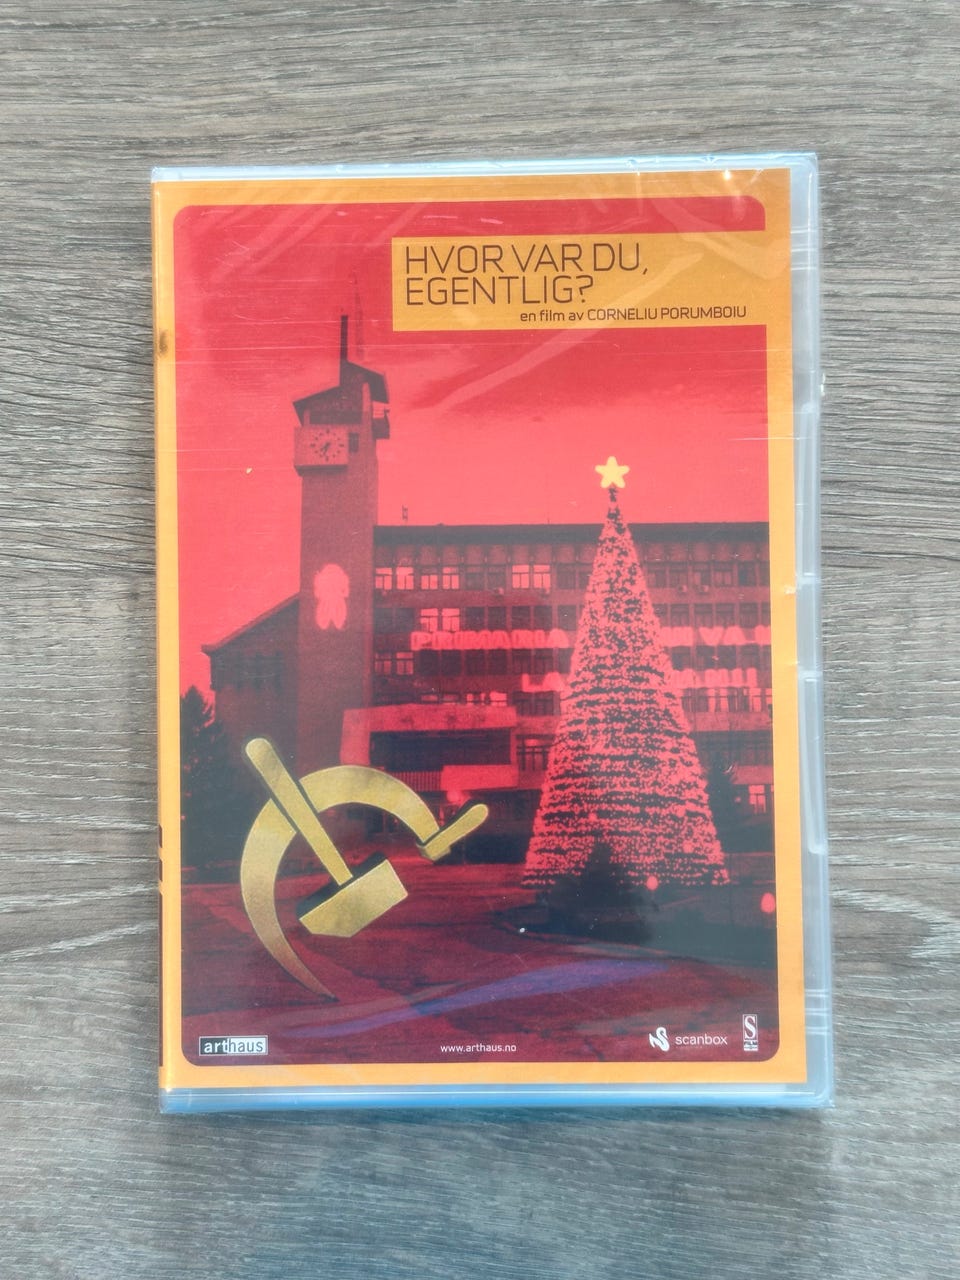 HVOR VAR DU,
EGENTLIG?
en film av CORNELIU PORUMBOIU
PRIMARIA
arthaus
www.arthaus.no
scanbox
S